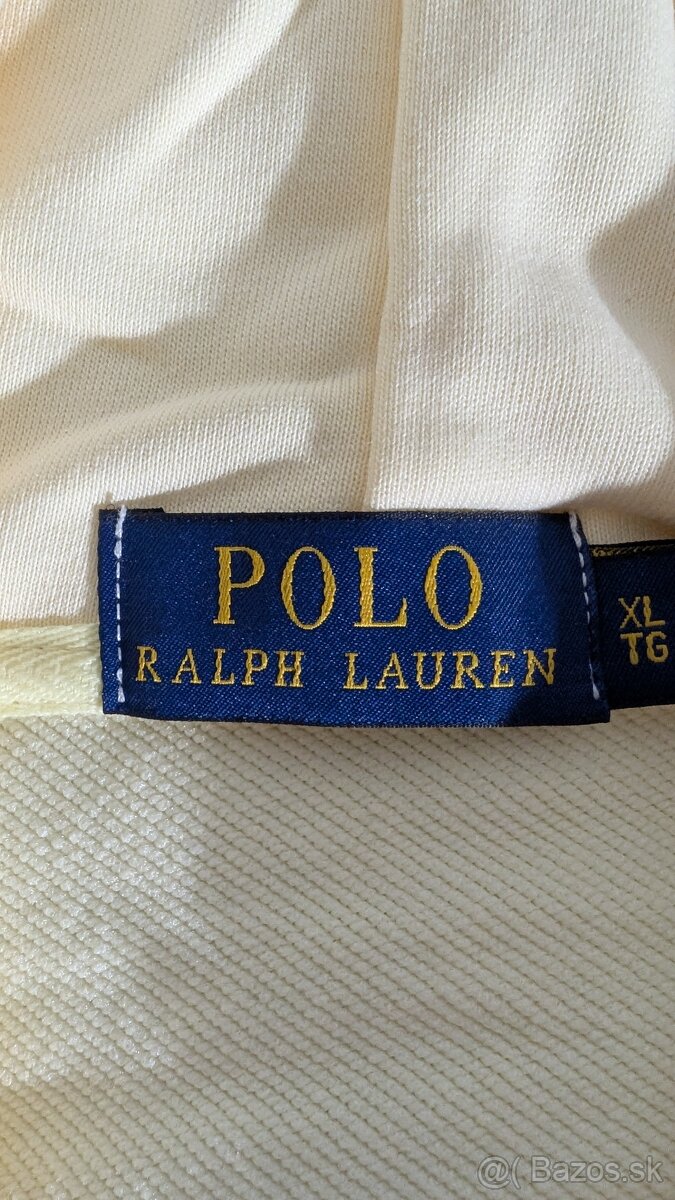 POLO
RALPH LAUREN
XL
TG
@( Bazos.sk